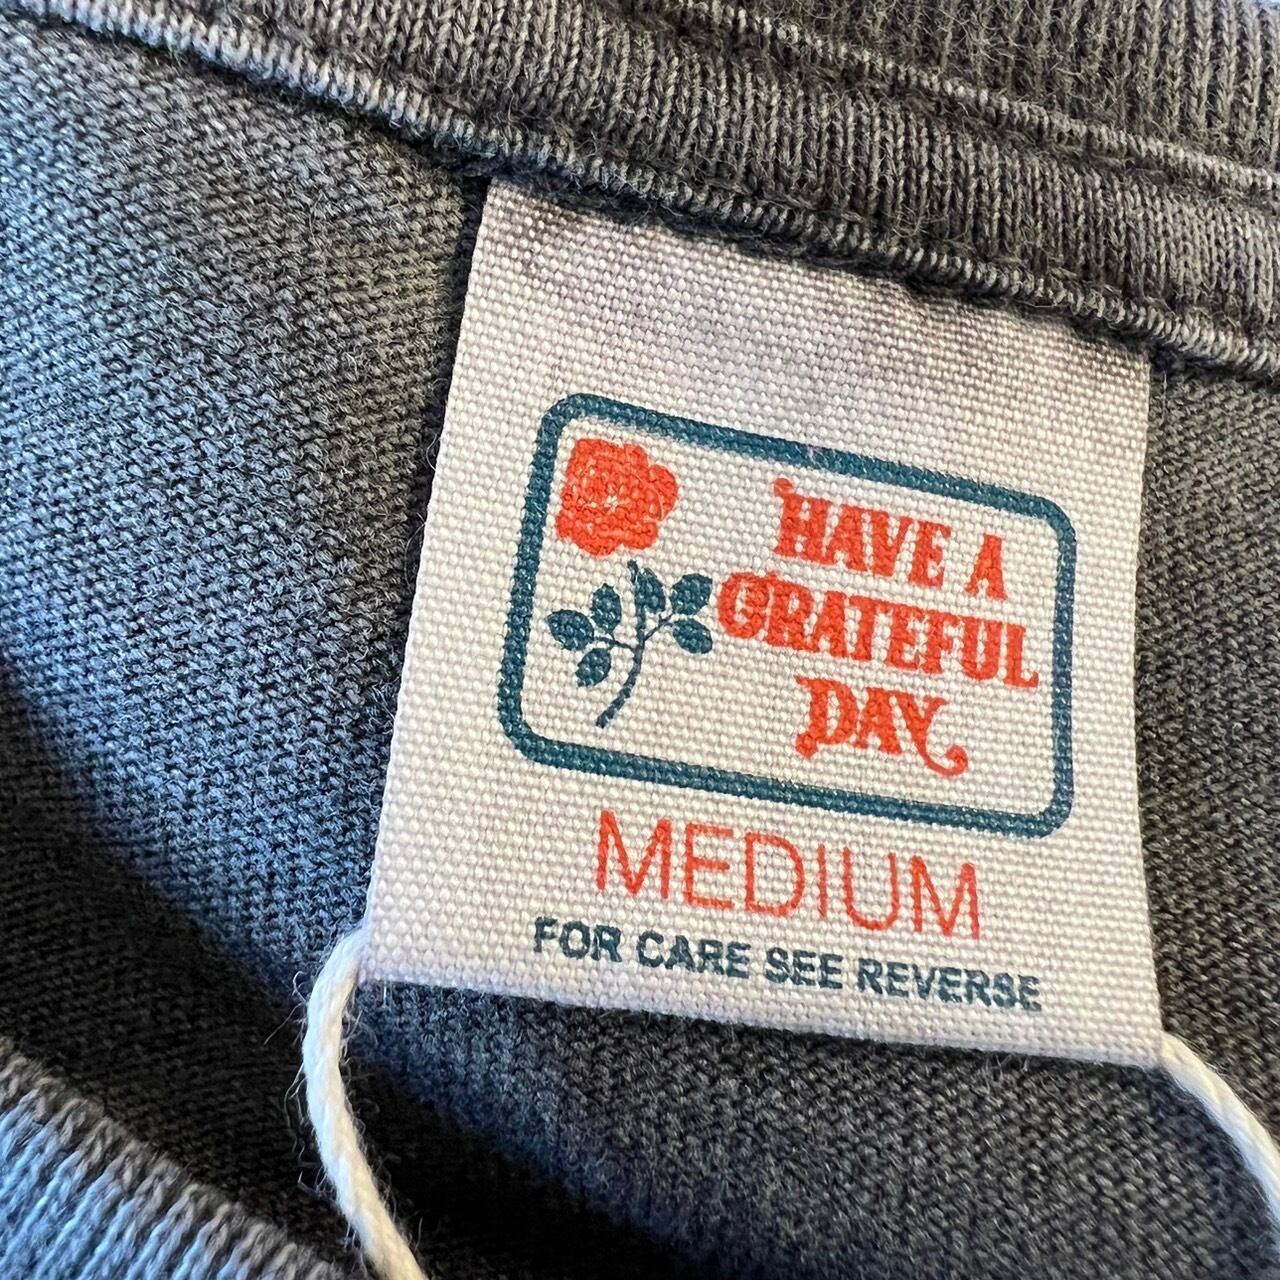 HAVE A
GRATEFUL
DAY
MEDIUM
FOR CARE SEE REVERSE